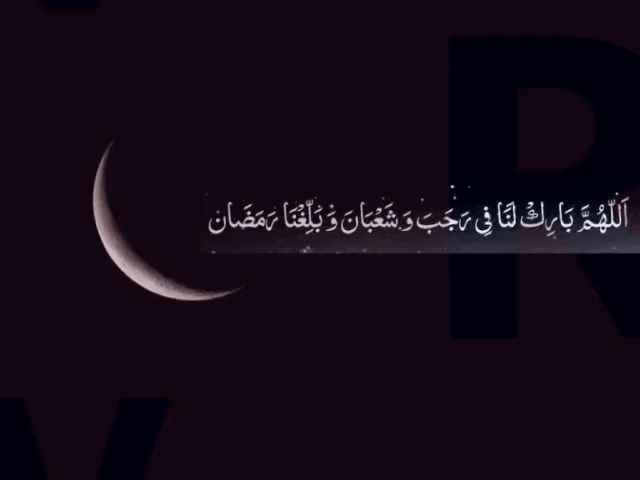 اَللّٰهُمَّ بَارِكْ لَنَا فِي رَجَبَ وَ شَعْبَانَ وَ بَلِّغْنَا رَمَضَان
R